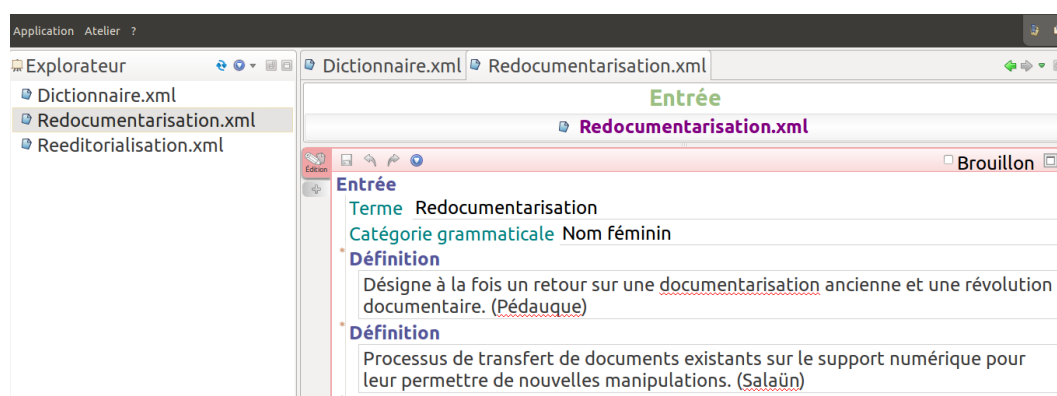 Application Atelier ?
Explorateur
Dictionnaire.xml
Redocumentarisation.xml
Reeditorialisation.xml
Dictionnaire.xml Redocumentarisation.xml
Entrée
Redocumentarisation.xml
Édition
Brouillon
Entrée
Terme Redocumentarisation
Catégorie grammaticale Nom féminin
* Définition
Désigne à la fois un retour sur une documentarisation ancienne et une révolution
documentaire. (Pédauque)
* Définition
Processus de transfert de documents existants sur le support numérique pour
leur permettre de nouvelles manipulations. (Salaün)